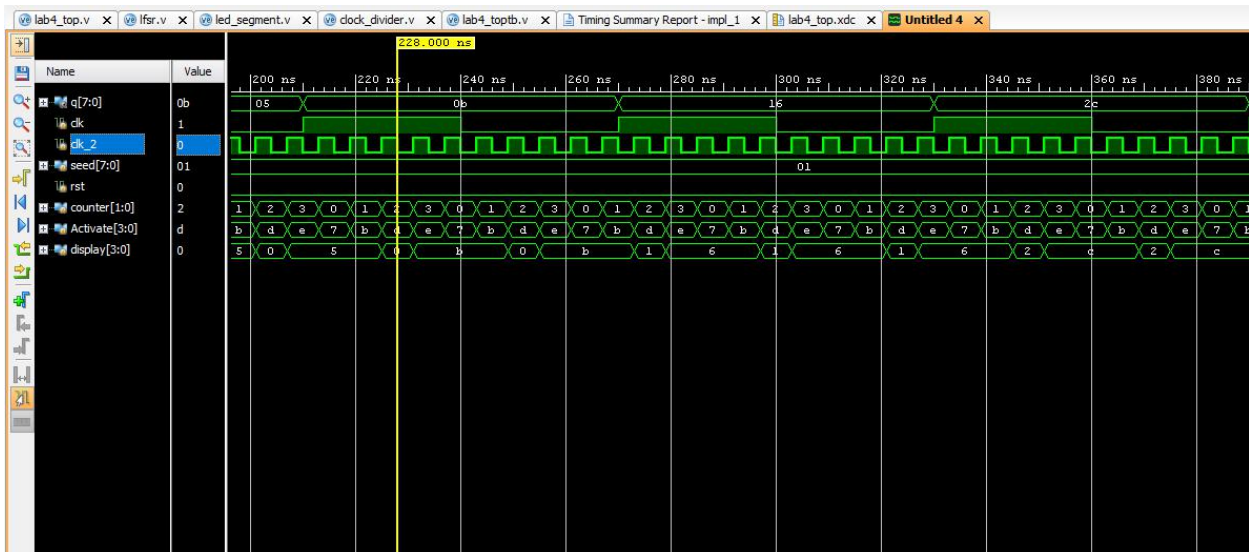 lab4_top.v X lfsr.v X led_segment.v X clock_divider.v X lab4_toptb.v X Timing Summary Report - impl_1 X lab4_top.xdc X Untitled 4 X
228.000 ns
Name Value
200 ns 220 ns 240 ns 260 ns 280 ns 300 ns 320 ns 340 ns 360 ns 380 ns
q[7:0] 0b 05 0b 16 2c
clk 1
clk_2 0
seed[7:0] 01 01
rst 0
counter[1:0] 2 1 2 3 0 1 2 3 0 1 2 3 0 1 2 3 0 1 2 3 0 1 2 3 0 1 2 3 0 1 2 3 0
Activate[3:0] d b d e 7 b d e 7 b d e 7 b d e 7 b d e 7 b d e 7 b d e 7 b d e 7
display[3:0] 0 5 0 5 0 b 0 b 1 6 1 6 1 6 2 c 2 c